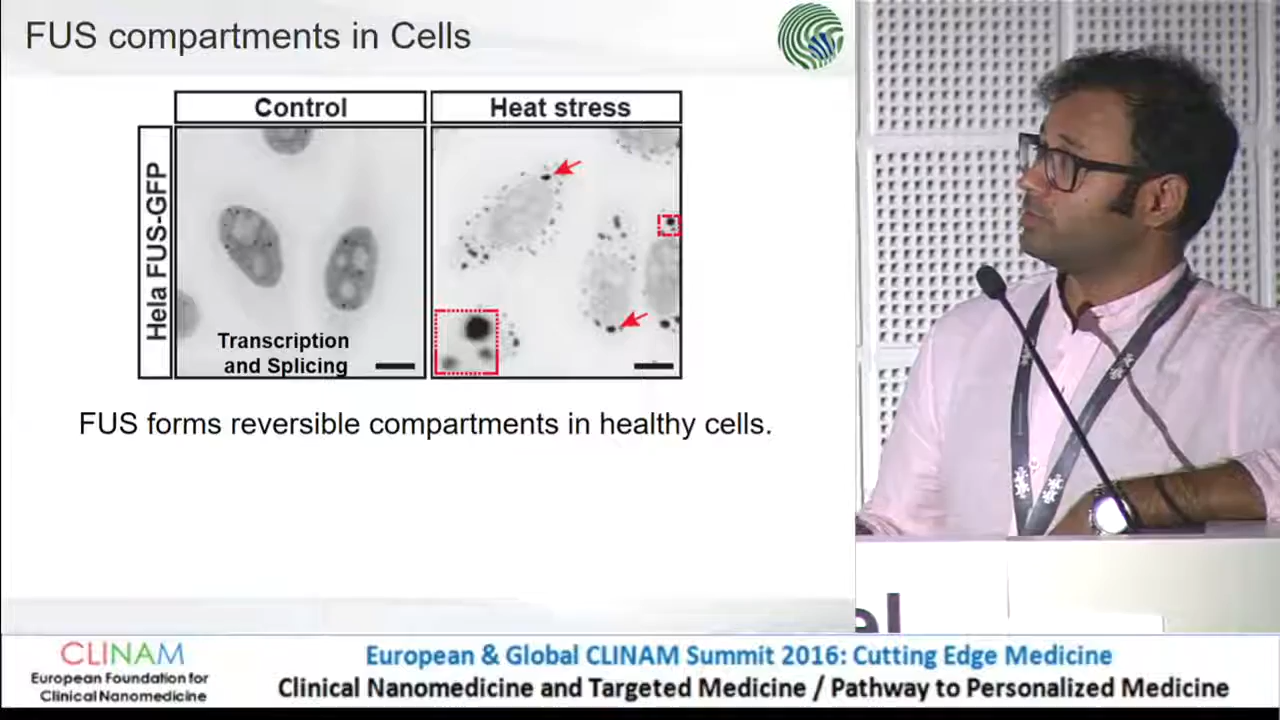 FUS compartments in Cells
Control
Heat stress
Hela FUS-GFP
Transcription
and Splicing
FUS forms reversible compartments in healthy cells.
el
CLINAM
European Foundation for
Clinical Nanomedicine
European & Global CLINAM Summit 2016: Cutting Edge Medicine
Clinical Nanomedicine and Targeted Medicine / Pathway to Personalized Medicine